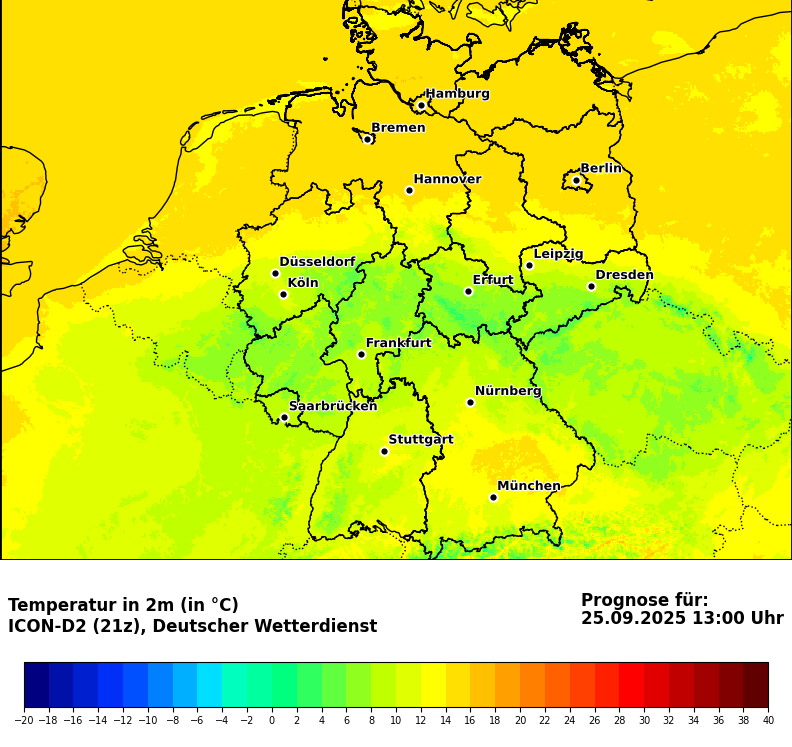 Hamburg
Bremen
Berlin
Hannover
Leipzig
Düsseldorf
Dresden
Köln
Erfurt
Frankfurt
Nürnberg
Saarbrücken
Stuttgart
München
Temperatur in 2m (in °C)
ICON-D2 (21z), Deutscher Wetterdienst
Prognose für:
25.09.2025 13:00 Uhr
−20 −18 −16 −14 −12 −10 −8 −6 −4 −2 0 2 4 6 8 10 12 14 16 18 20 22 24 26 28 30 32 34 36 38 40